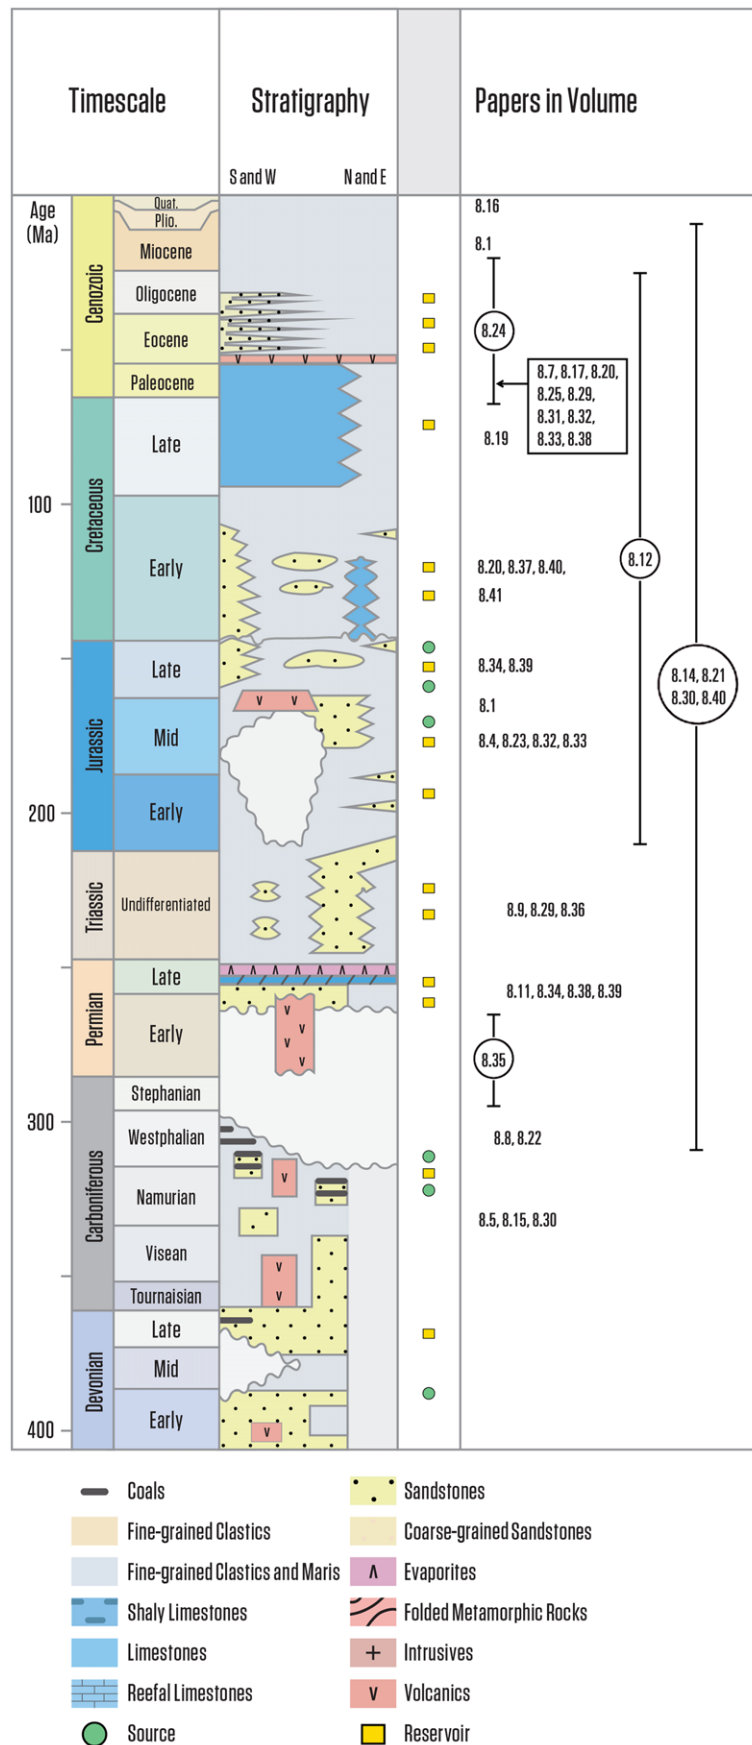 Timescale
Stratigraphy
Papers in Volume
S and W
N and E
Age
(Ma)
Cenozoic
Quat.
Plio.
Miocene
Oligocene
Eocene
Paleocene
Cretaceous
Late
Early
Jurassic
Late
Mid
Early
Triassic
Undifferentiated
Permian
Late
Early
Carboniferous
Stephanian
Westphalian
Namurian
Visean
Tournaisian
Devonian
Late
Mid
Early
100
200
300
400
v v v v v
v v
ʌ ʌ ʌ ʌ ʌ ʌ ʌ
v
v
v
v
v
v
v
v
8.16
8.1
8.24
8.7, 8.17, 8.20,
8.25, 8.29,
8.31, 8.32,
8.33, 8.38
8.19
8.12
8.20, 8.37, 8.40,
8.41
8.34, 8.39
8.14, 8.21
8.30, 8.40
8.1
8.4, 8.23, 8.32, 8.33
8.9, 8.29, 8.36
8.11, 8.34, 8.38, 8.39
8.35
8.8, 8.22
8.5, 8.15, 8.30
Coals
Sandstones
Fine-grained Clastics
Coarse-grained Sandstones
Fine-grained Clastics and Maris
ʌ Evaporites
Shaly Limestones
Folded Metamorphic Rocks
Limestones
+ Intrusives
Reefal Limestones
v Volcanics
Source
Reservoir